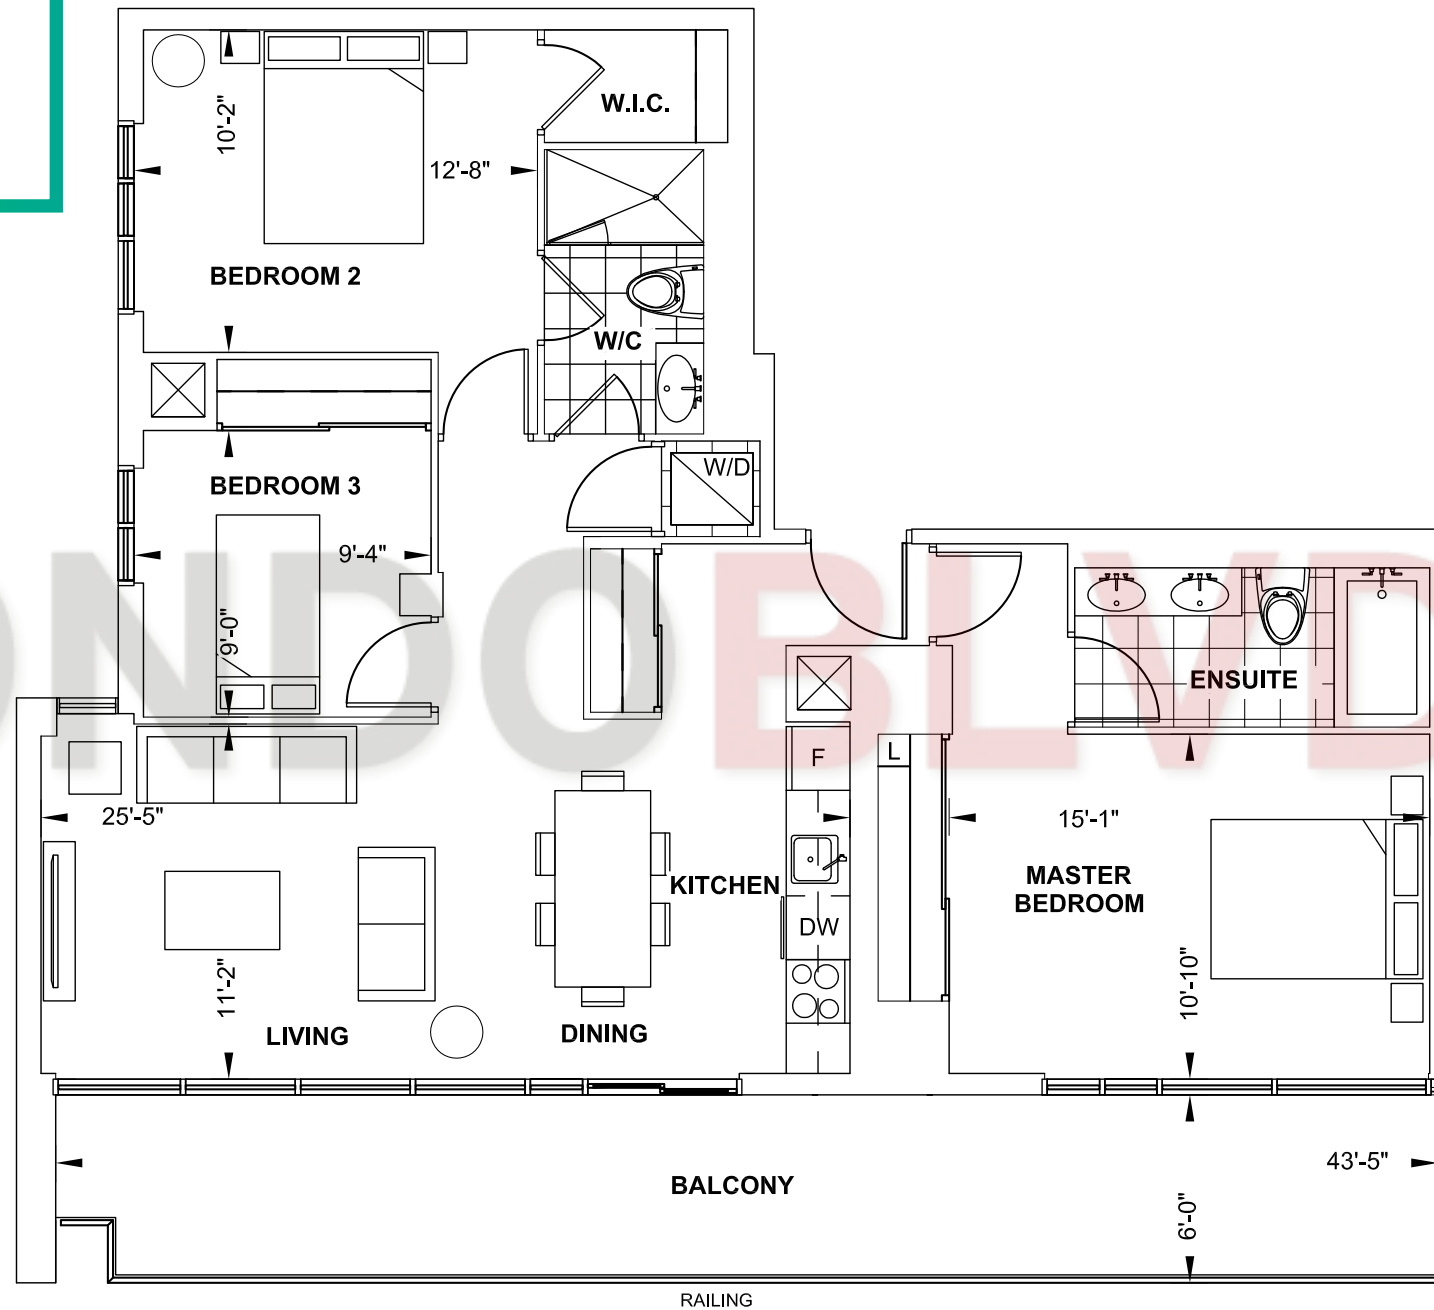 W.I.C.
10'-2"
12'-8"
BEDROOM 2
W/C
W/D
BEDROOM 3
9'-4"
9'-0"
ONDOBLVD
ENSUITE
F
L
25'-5"
15'-1"
KITCHEN
MASTER
BEDROOM
DW
11'-2"
10'-10"
LIVING
DINING
43'-5"
BALCONY
6'-0"
RAILING